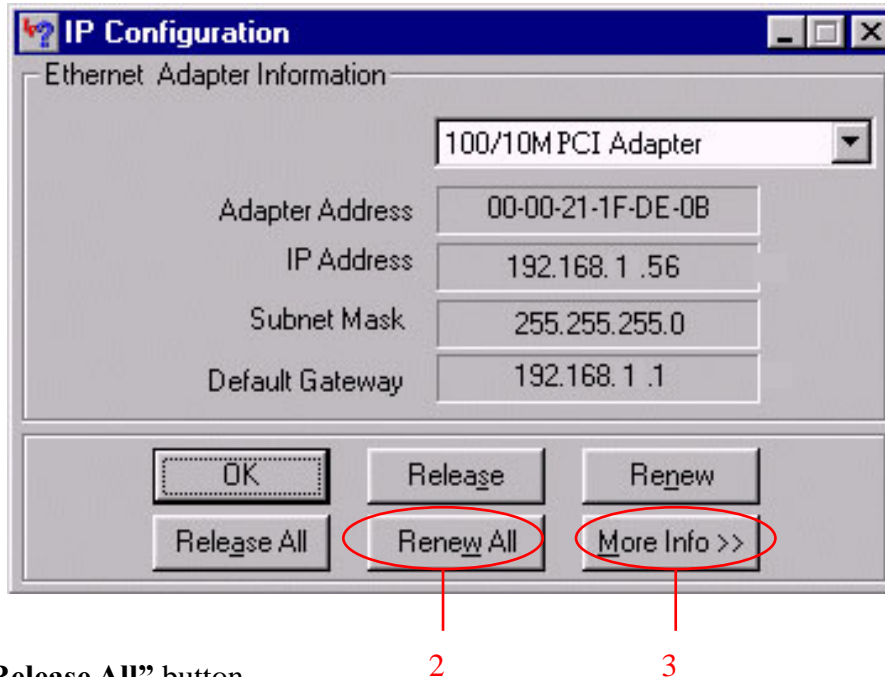 IP Configuration
Ethernet Adapter Information
100/10M PCI Adapter
Adapter Address 00-00-21-1F-DE-0B
IP Address 192.168. 1 .56
Subnet Mask 255.255.255.0
Default Gateway 192.168. 1 .1
OK Release Renew
Release All Renew All More Info >>
2 3
Release All” button